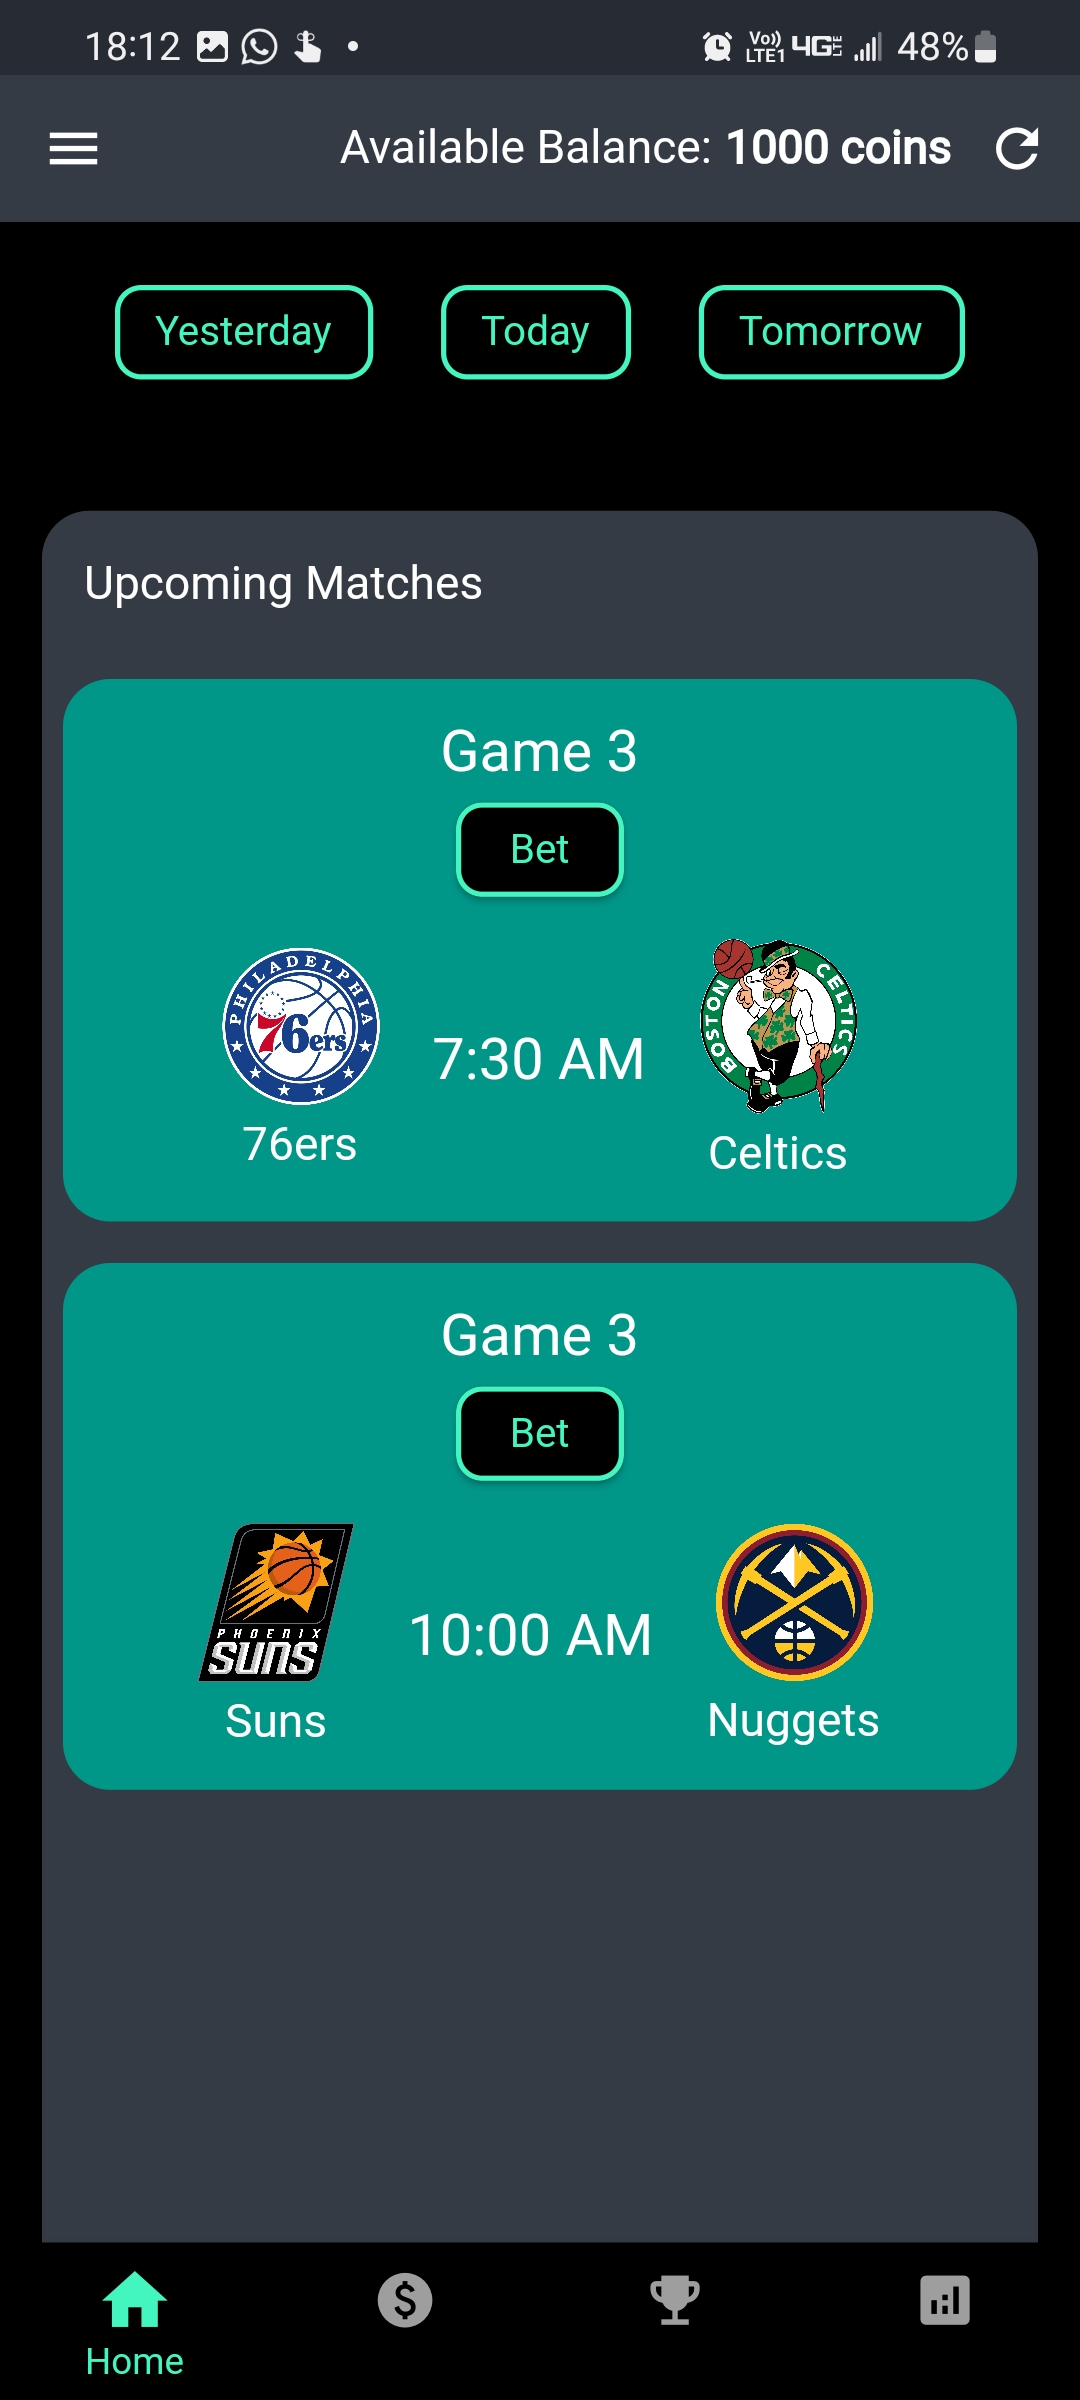 18:12
Vo)) LTE1 4G LTE 48%
Available Balance: 1000 coins
Yesterday Today Tomorrow
Upcoming Matches
Game 3
Bet
PHILADELPHIA
76ers
BOSTON CELTICS
7:30 AM
76ers
Celtics
Game 3
Bet
PHOENIX
SUNS
10:00 AM
Suns
Nuggets
$
Home